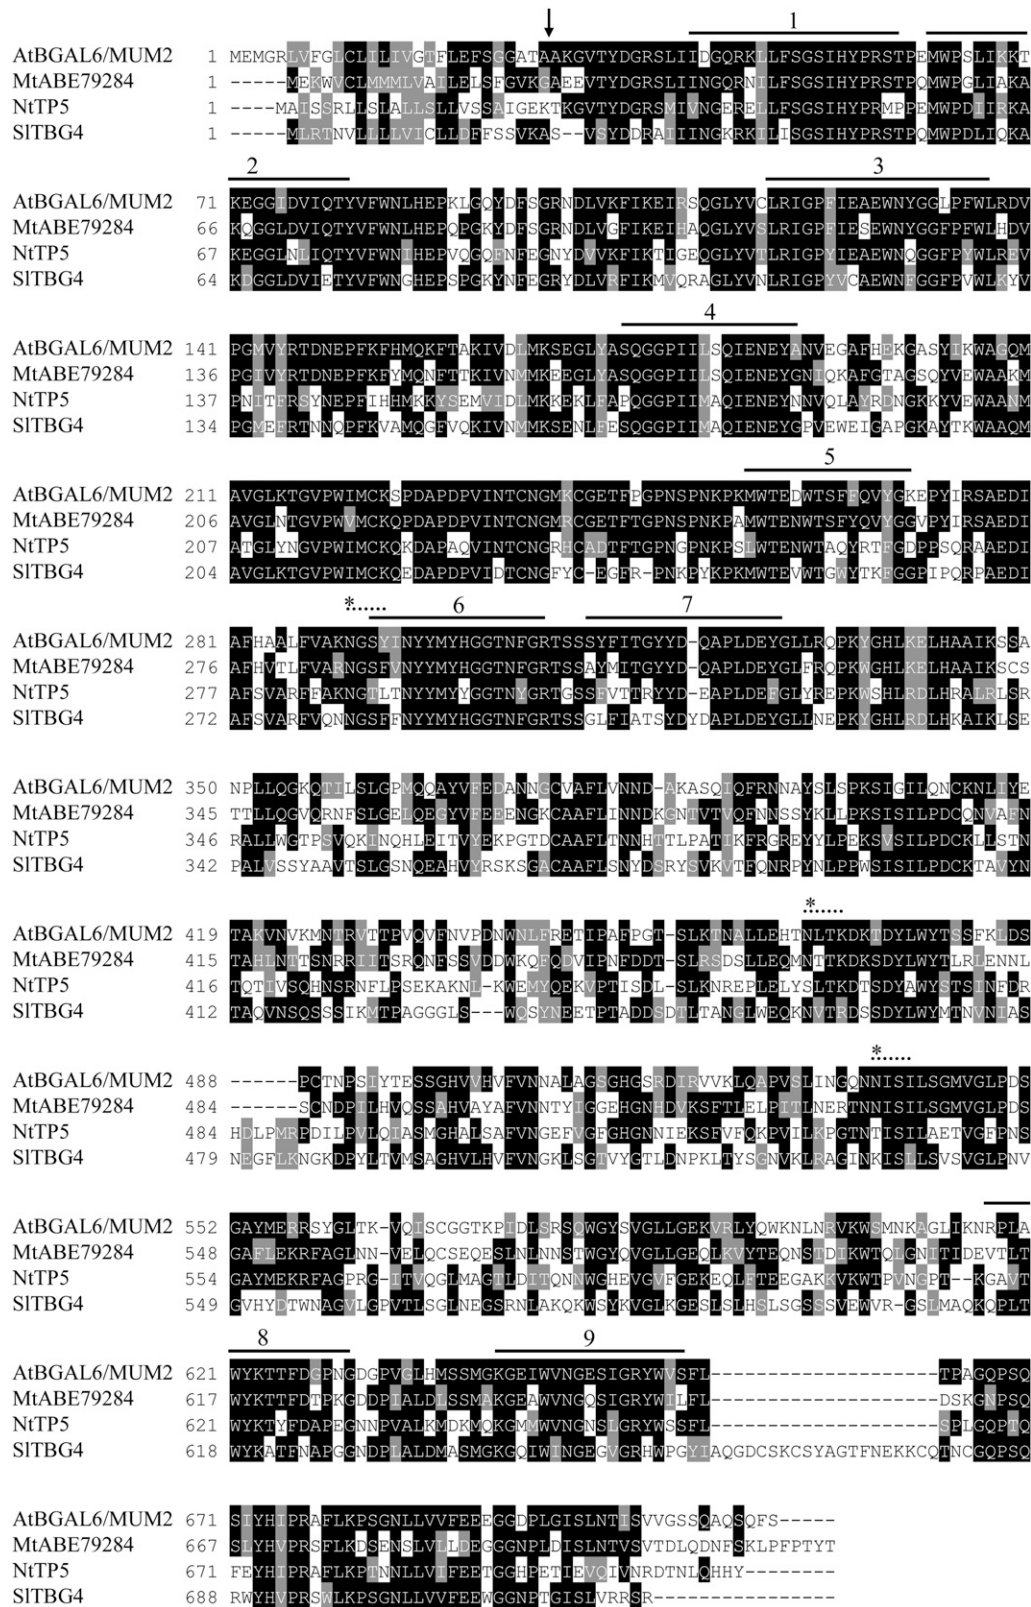 1
AtBGAL6/MUM2 1 MEMGRLVFGLCLILIVGTFLEFSGGATAAKGVTYDGRSLIIDGQRKLLFSGSIHYPRSTPEMWPSLIKKT
MtABE79284 1 -----MEKWVCLMMMLVAILELSFGVKGAEEVTYDGRSLIINGQRKLLFSGSIHYPRSTPEMWPGLIAKA
NtTP5 1 ----MAISSRLLSLALLSLLVSSAIGEKTKGVTYDGRSMIVNGERELLFSGSIHYPRMPPEMWPDIIRKA
SlTBG4 1 -----MLRTNVLLLLVICLLDFFSSVKAS--VSYDDRAIIINGKRKILISGSIHYPRSTPQMWPDLIQKA
2 3
AtBGAL6/MUM2 71 KEGGIDVIQTYVFWNLHEPKLGQYDFSGRNDLVKFIKEIRSQGLYVCLRIGPFIEAEWNYGGLPFWLRDV
MtABE79284 66 KQGGLDVIQTYVFWNLHEPQPGKYDFSGRNDLVGFIKEIHAQGLYVSLRIGPFIESEWNYGGFPFWLHDV
NtTP5 67 KEGGLNLIQTYVFWNIHEPVQGQFNFEGNYDVVKFIKTIGEQGLYVTLRIGPYIEAEWNQGGFPYWLREV
SlTBG4 64 KDGGLDVIETYVFWNGHEPSPGKYNFEGRYDLVRFIKMVQRAGLYVNLRIGPYVCAEWNFGGFPVWLKYV
4
AtBGAL6/MUM2 141 PGMVYRTDNEPFKFHMQKFTAKIVDLMKSEGLYASQGGPIILSQIENEYANVEGAFHEKGASYIKWAGQM
MtABE79284 136 PGIVYRTDNEPFKFYMQNFTTKIVNMMKEEGLYASQGGPIILSQIENEYGNIQKAFGTAGSQYVEWAAKM
NtTP5 137 PNITFRSYNEPFIHHMKKYSEMVIDLMKKEKLFAPQGGPIIMAQIENEYNNVQLAYRDNGKKYVEWAANM
SlTBG4 134 PGMEFRTNNQPFKVAMQGFVQKIVNMMKSENLFESQGGPIIMAQIENEYGPVEWEIGAPGKAYTKWAAQM
5
AtBGAL6/MUM2 211 AVGLKTGVPWIMCKSPDAPDPVINTCNGMKCGETFPGPNSPNKPKMWTEDWTSFFQVYGKEPYIRSAEDI
MtABE79284 206 AVGLNTGVPWVMCKQPDAPDPVINTCNGMRCGETFTGPNSPNKPAMWTENWTSFYQVYGGVPYIRSAEDI
NtTP5 207 ATGLYNGVPWIMCKQKDAPAQVINTCNGRHCADTFTGPNGPNKPSLWTENWTAQYRTFGDPPSQRAAEDI
SlTBG4 204 AVGLKTGVPWIMCKQEDAPDPVIDTCNGFYC-EGFR-PNKPYKPKMWTEVWTGWYTKFGGPIPQRPAEDI
* 6 7
AtBGAL6/MUM2 281 AFHAALFVAKNGSYINYYMYHGGTNFGRTSSSYFITGYYD-QAPLDEYGLLRQPKYGHLKELHAAIKSSA
MtABE79284 276 AFHVTLFVARNGSFVNYYMYHGGTNFGRTSSAYMITGYYD-QAPLDEYGLFRQPKWGHLKELHAAIKSCS
NtTP5 277 AFSVARFFAKNGTLTNYYMYYGGTNYGRTGSSFVTTRYYD-EAPLDEFGLYREPKWSHLRDLHRALRLSR
SlTBG4 272 AFSVARFVQNNGSFFNYYMYHGGTNFGRTSSGLFIATSYDYDAPLDEYGLLNEPKYGHLRDLHKAIKLSE
AtBGAL6/MUM2 350 NPLLQGKQTILSLGPMQQAYVFEDANNGCVAFLVNND-AKASQIQFRNNAYSLSPKSIGILQNCKNLIYE
MtABE79284 345 TTLLQGVQRNFSLGELQEGYVFEEENGKCAAFLINNDKGNTVTVQFNNSSYKLLPKSISILPDCQNVAFN
NtTP5 346 RALLWGTPSVQKINQHLEITVYEKPGTDCAAFLTNNHTTLPATIKFRGREYYLPEKSVSILPDCKLLSTN
SlTBG4 342 PALVSSYAAVTSLGSNQEAHVYRSKSGACAAFLSNYDSRYSVKVTFQNRPYNLPPWSISILPDCKTAVYN
*
AtBGAL6/MUM2 419 TAKVNVKMNTRVTTPVQVFNVPDNWNLFRETIPAFPGT-SLKTNALLEHTNLTKDKTDYLWYTSSFKLDS
MtABE79284 415 TAHLNTTSNRRIITSRQNFSSVDDWKQFQDVIPNFDDT-SLRSDSLLEQMNTTKDKSDYLWYTLRLENNL
NtTP5 416 TQTIVSQHNSRNFLPSEKAKNL-KWEMYQEKVPTISDL-SLKNREPLELYSLTKDTSDYAWYSTSINFDR
SlTBG4 412 TAQVNSQSSSIKMTPAGGGLS---WQSYNEETPTADDSDTLTANGLWEQKNVTRDSSDYLWYMTNVNIAS
*
AtBGAL6/MUM2 488 ------PCTNPSIYTESSGHVVHVFVNNALAGSGHGSRDIRVVKLQAPVSLINGQNNISILSGMVGLPDS
MtABE79284 484 ------SCNDPILHVQSSAHVAYAFVNNTYIGGEHGNHDVKSFTLELPITLNERTNNISILSGMVGLPDS
NtTP5 484 HDLPMRPDILPVLQIASMGHALSAFVNGEFVGFGHGNNIEKSFVFQKPVILKPGTNTISILAETVGFPNS
SlTBG4 479 NEGFLKNGKDPYLTVMSAGHVLHVFVNGKLSGTVYGTLDNPKLTYSGNVKLRAGINKISLLSVSVGLPNV
AtBGAL6/MUM2 552 GAYMERRSYGLTK-VQISCGGTKPIDLSRSQWGYSVGLLGEKVRLYQWKNLNRVKWSMNKAGLIKNRPLA
MtABE79284 548 GAFLEKRFAGLNN-VELQCSEQESLNLNNSTWGYQVGLLGEQLKVYTEQNSTDIKWTQLGNITIDEVTLT
NtTP5 554 GAYMEKRFAGPRG-ITVQGLMAGTLDITQNNWGHEVGVFGEKEQLFTEEGAKKVKWTPVNGPT--KGAVT
SlTBG4 549 GVHYDTWNAGVLGPVTLSGLNEGSRNLAKQKWSYKVGLKGESLSLHSLSGSSSVEWVR-GSLMAQKQPLT
8 9
AtBGAL6/MUM2 621 WYKTTFDGPNGDGPVGLHMSSMGKGEIWVNGESIGRYWVSFL--------------------TPAGQPSQ
MtABE79284 617 WYKTTFDTPKGDDPLALDLSSMAKGEAWVNGQSIGRYWILFL--------------------DSKGNPSQ
NtTP5 621 WYKTYFDAPEGNNPVALKMDKMQKGMMWVNGNSLGRYWSSFL--------------------SPLGQPTQ
SlTBG4 618 WYKATFNAPGGNDPLALDMASMGKGQIWINGEGVGRHWPGYIAQGDCSKCSYAGTFNEKKCQTNCGQPSQ
AtBGAL6/MUM2 671 SIYHIPRAFLKPSGNLLVVFEEEGGDPLGISLNTISVVGSSQAQSQFS-----
MtABE79284 667 SLYHVPRSFLKDSENSLVLLDEGGGNPLDISLNTVSVTDLQDNFSKLPFPTYT
NtTP5 671 FEYHIPRAFLKPTNNLLVIFEETGGHPETIEVQIVNRDTNLQHHY--------
SlTBG4 688 RWYHVPRSWLKPSGNLLVVFEEWGGNPTGISLVRRSR----------------